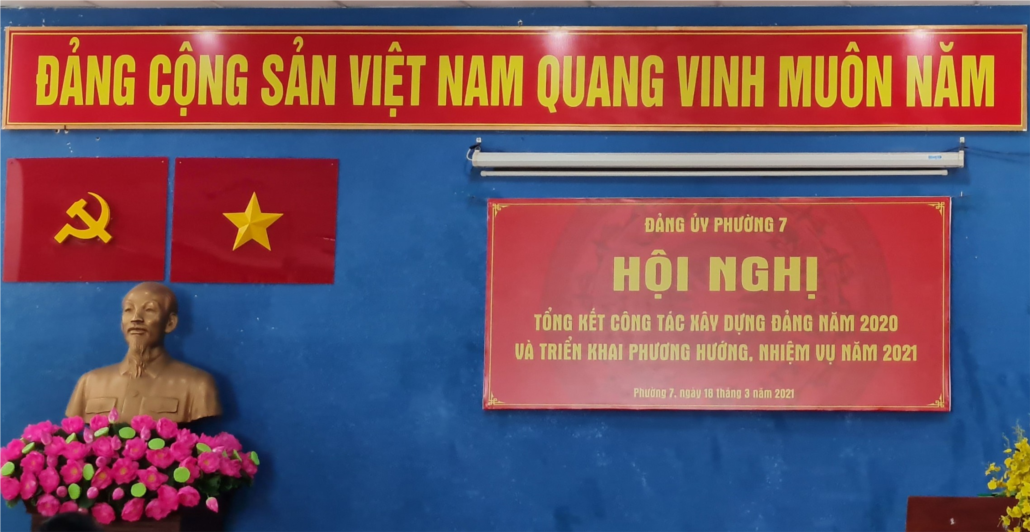 ĐẢNG CỘNG SẢN VIỆT NAM QUANG VINH MUÔN NĂM
ĐẢNG ỦY PHƯỜNG 7
HỘI NGHỊ
TỔNG KẾT CÔNG TÁC XÂY DỰNG ĐẢNG NĂM 2020
VÀ TRIỂN KHAI PHƯƠNG HƯỚNG, NHIỆM VỤ NĂM 2021
Phường 7, ngày 18 tháng 3 năm 2021